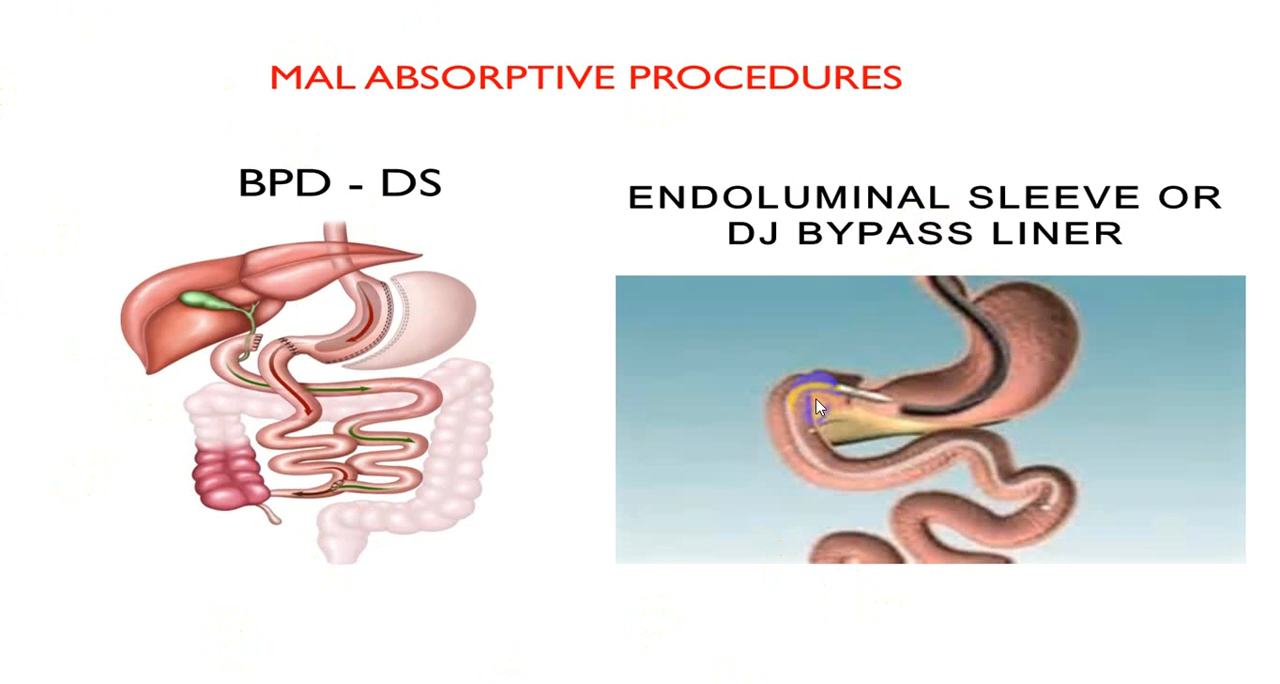 MAL ABSORPTIVE PROCEDURES
BPD - DS
ENDOLUMINAL SLEEVE OR
DJ BYPASS LINER